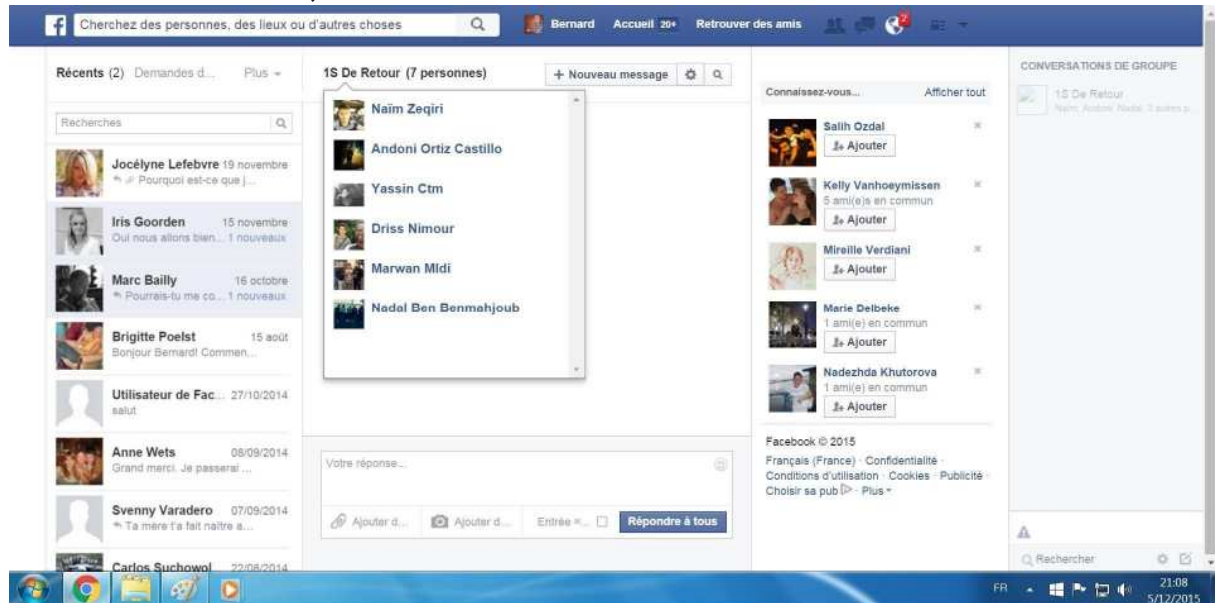 Cherchez des personnes, des lieux ou d'autres choses
Bernard Accueil 20+ Retrouver des amis 2
Récents (2) Demandes d... Plus
Recherches
Jocélyne Lefebvre 19 novembre
Pourquoi est-ce que j...
Iris Goorden 15 novembre
Oui nous allons bien... 1 nouveaux
Marc Bailly 16 octobre
Pourrais-tu me co... 1 nouveaux
Brigitte Poelst 15 août
Bonjour Bernard! Commen...
Utilisateur de Fac... 27/10/2014
salut
Anne Wets 08/09/2014
Grand merci. Je passerai ...
Svenny Varadero 07/09/2014
Ta mère t'a fait naître a...
Carlos Suchowol 22/08/2014
1S De Retour (7 personnes)
+ Nouveau message
Naïm Zeqiri
Andoni Ortiz Castillo
Yassin Ctm
Driss Nimour
Marwan Mldi
Nadal Ben Benmahjoub
Votre réponse...
Ajouter d... Ajouter d... Entrée =... Répondre à tous
Connaissez-vous... Afficher tout
Salih Ozdal
Ajouter
Kelly Vanhoeymissen
5 ami(e)s en commun
Ajouter
Mireille Verdiani
Ajouter
Marie Delbeke
1 ami(e) en commun
Ajouter
Nadezhda Khutorova
1 ami(e) en commun
Ajouter
Facebook © 2015
Français (France) · Confidentialité ·
Conditions d'utilisation · Cookies · Publicité ·
Choisir sa pub · Plus
CONVERSATIONS DE GROUPE
1S De Retour
Naïm, Andoni, Nadal, 3 autres p...
Rechercher
FR
21:08
5/12/2015